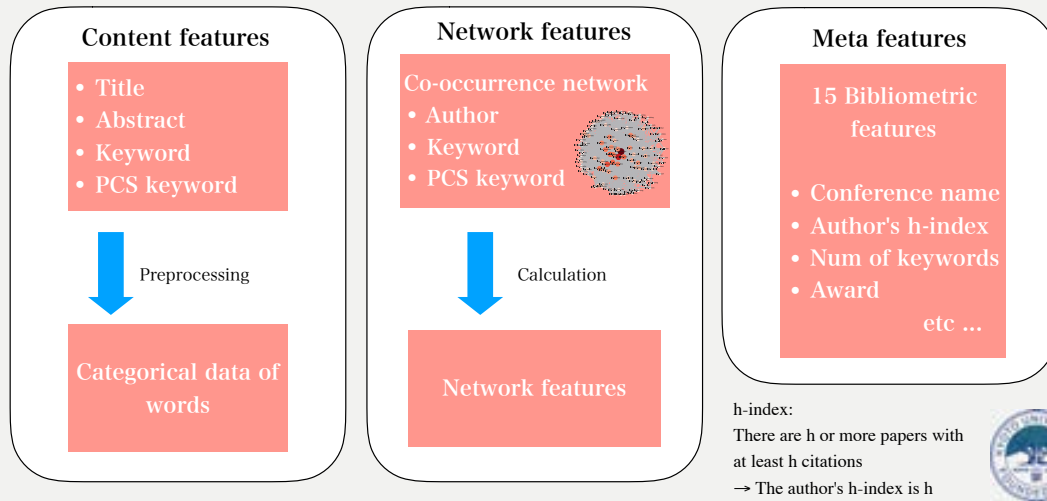 Content features
• Title
• Abstract
• Keyword
• PCS keyword
Preprocessing
Categorical data of
words
Network features
Co-occurrence network
• Author
• Keyword
• PCS keyword
Calculation
Network features
Meta features
15 Bibliometric
features
• Conference name
• Author's h-index
• Num of keywords
• Award
etc ...
h-index:
There are h or more papers with
at least h citations
→ The author's h-index is h